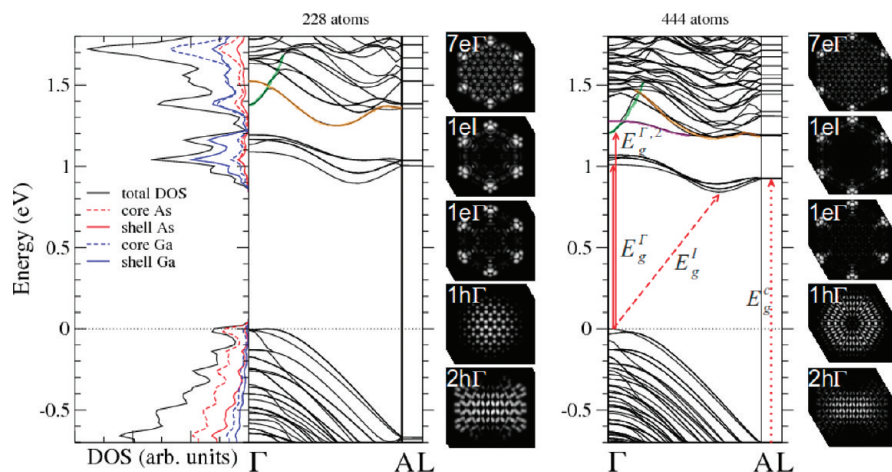 228 atoms
444 atoms
Energy (eV)
1.5
1
0.5
0
-0.5
total DOS
core As
shell As
core Ga
shell Ga
DOS (arb. units)
Γ
A
L
7eΓ
1eI
1eΓ
1hΓ
2hΓ
1.5
1
0.5
0
-0.5
E_g^{Γ,2}
E_g^Γ
E_g^I
E_g^c
Γ
A
L
7eΓ
1eI
1eΓ
1hΓ
2hΓ